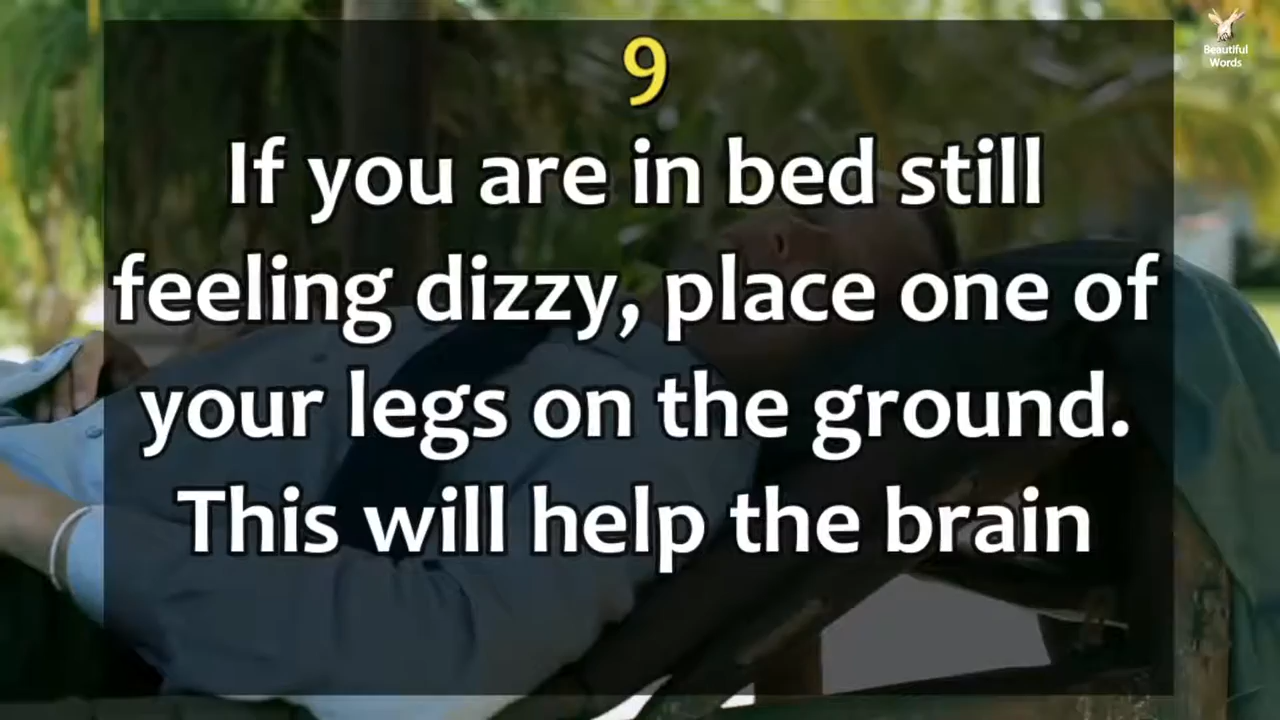 Beautiful
Words
9
If you are in bed still
feeling dizzy, place one of
your legs on the ground.
This will help the brain